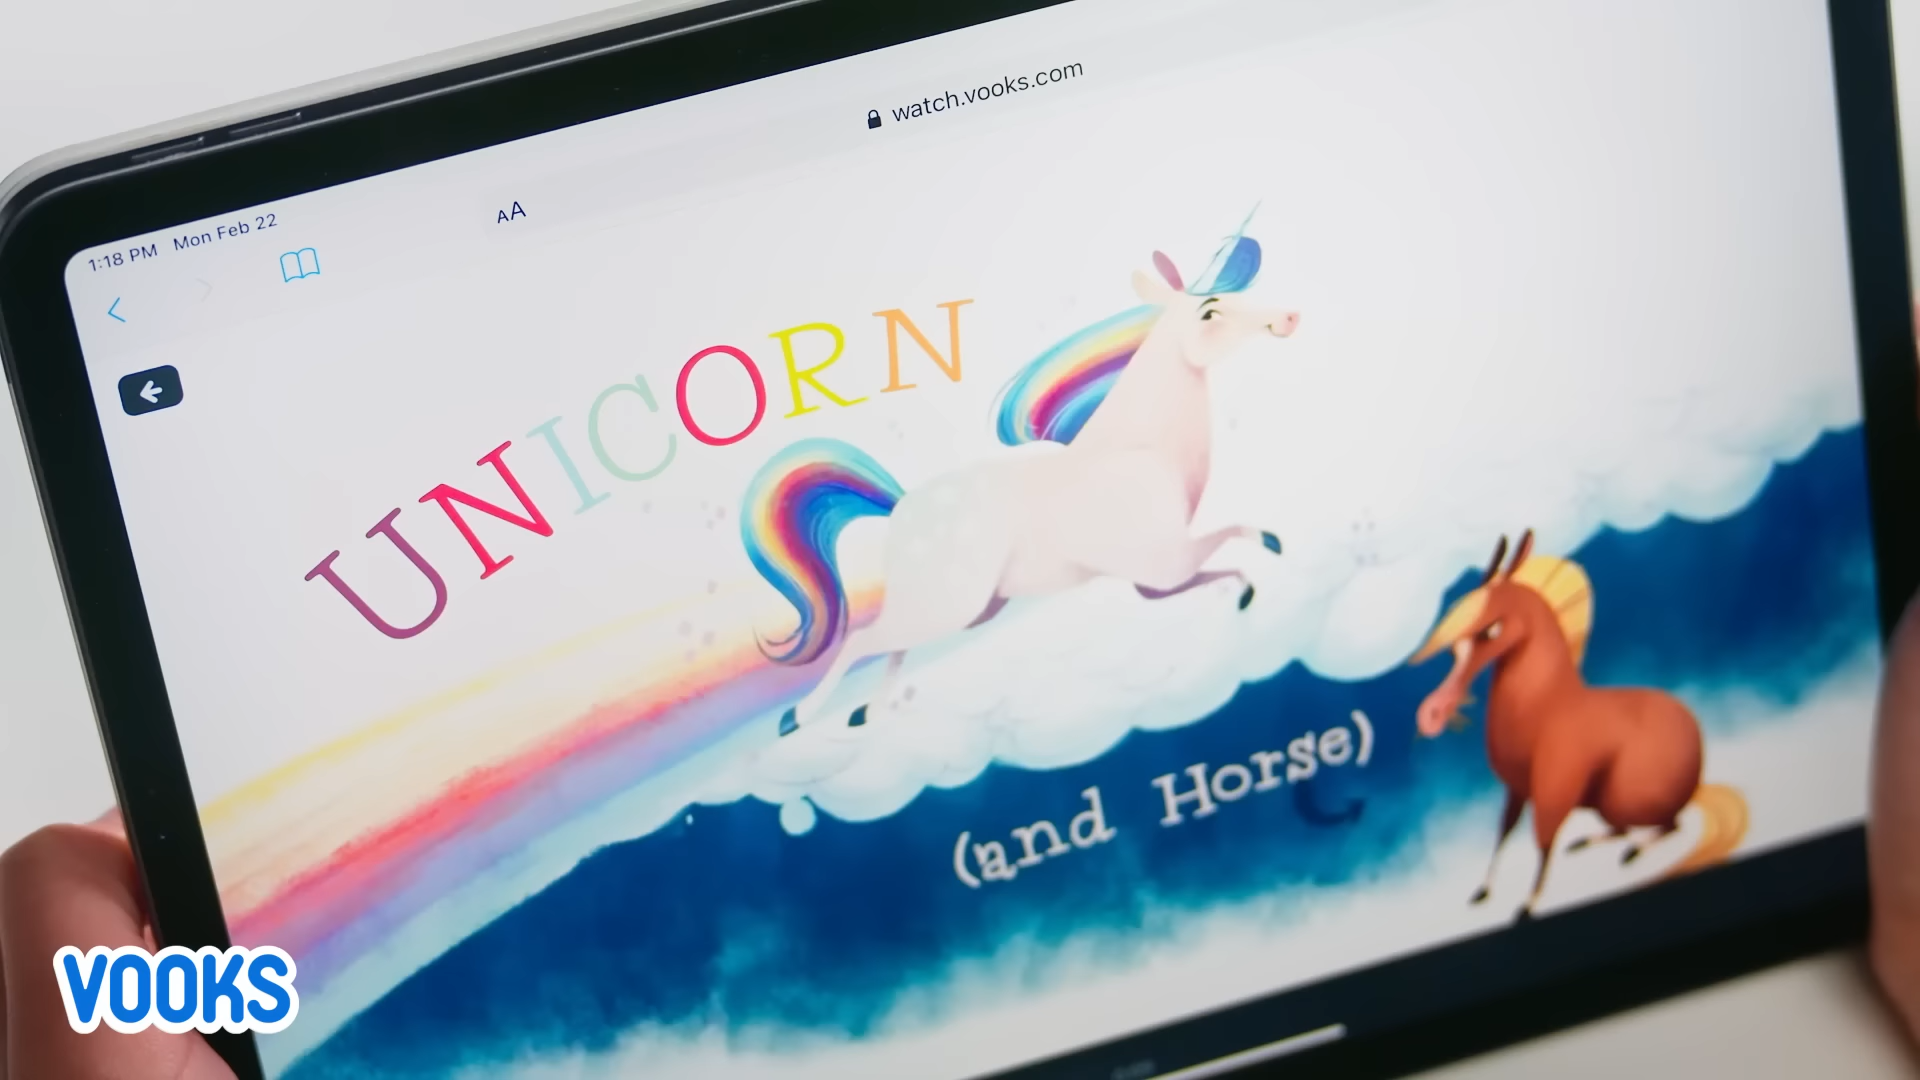 watch.vooks.com
AA
1:18 PM Mon Feb 22
UNICORN
(and Horse)
VOOKS